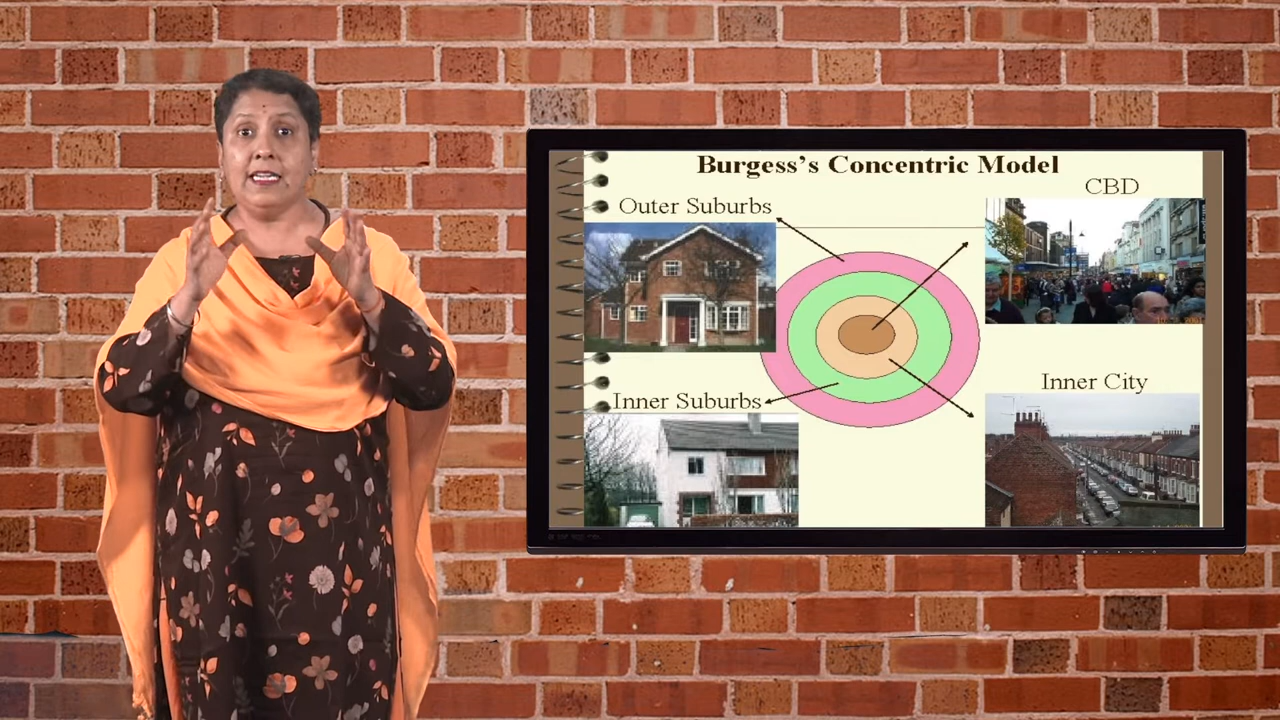 Burgess's Concentric Model
CBD
Outer Suburbs
Inner City
Inner Suburbs